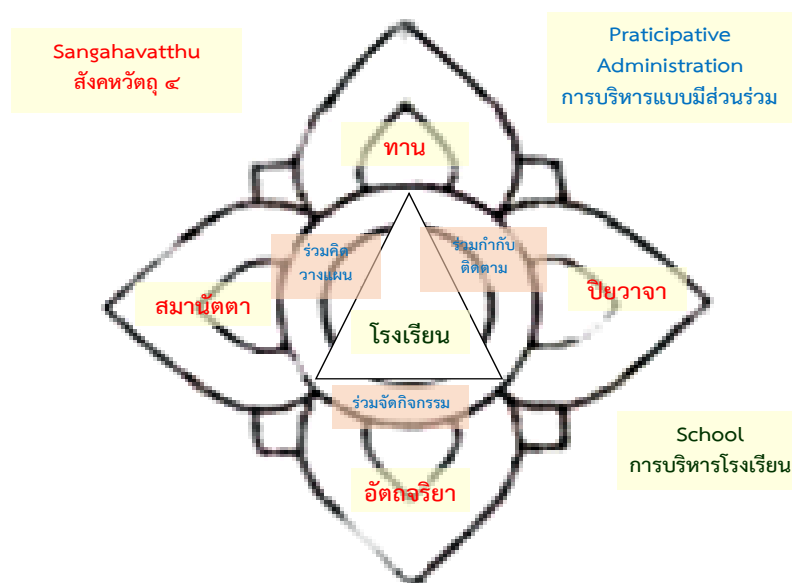 Sangahavatthu
สังคหวัตถุ ๔
Praticipative
Administration
การบริหารแบบมีส่วนร่วม
ทาน
ร่วมคิด
วางแผน
ร่วมกำกับ
ติดตาม
สมานัตตา
ปิยวาจา
โรงเรียน
ร่วมจัดกิจกรรม
School
การบริหารโรงเรียน
อัตถจริยา